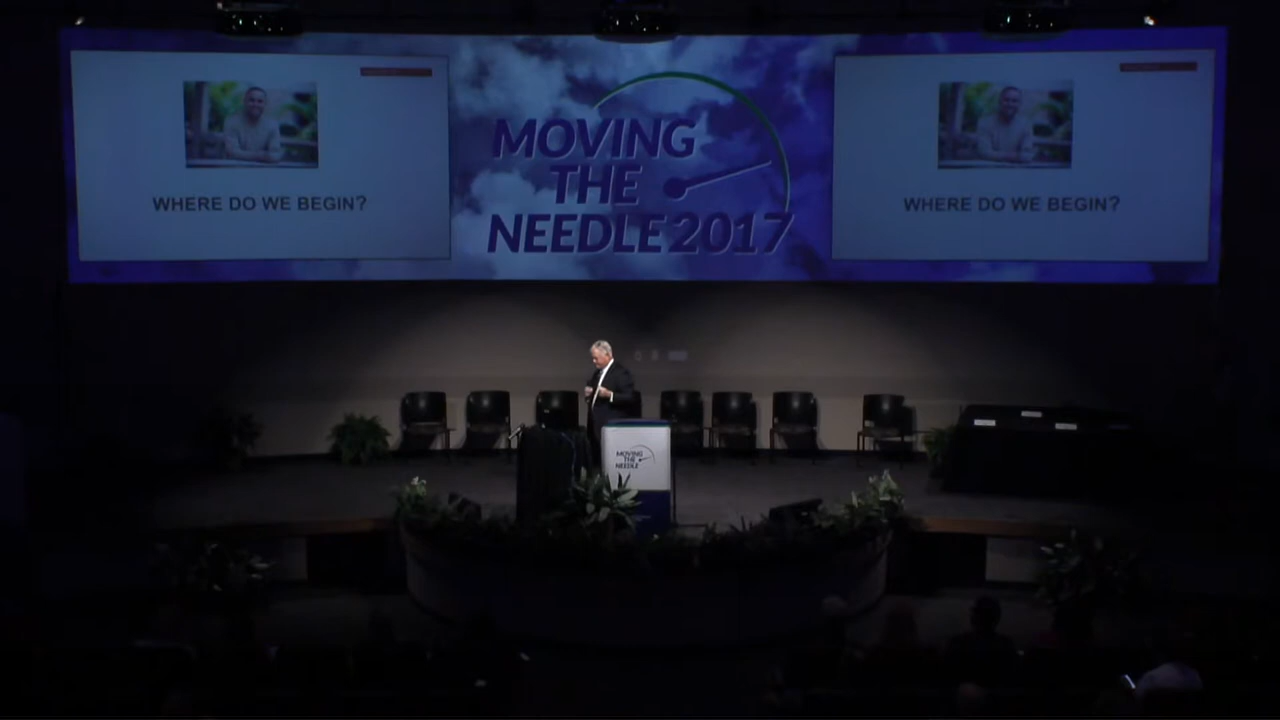 WHERE DO WE BEGIN?
MOVING
THE
NEEDLE 2017
WHERE DO WE BEGIN?
MOVING
THE
NEEDLE